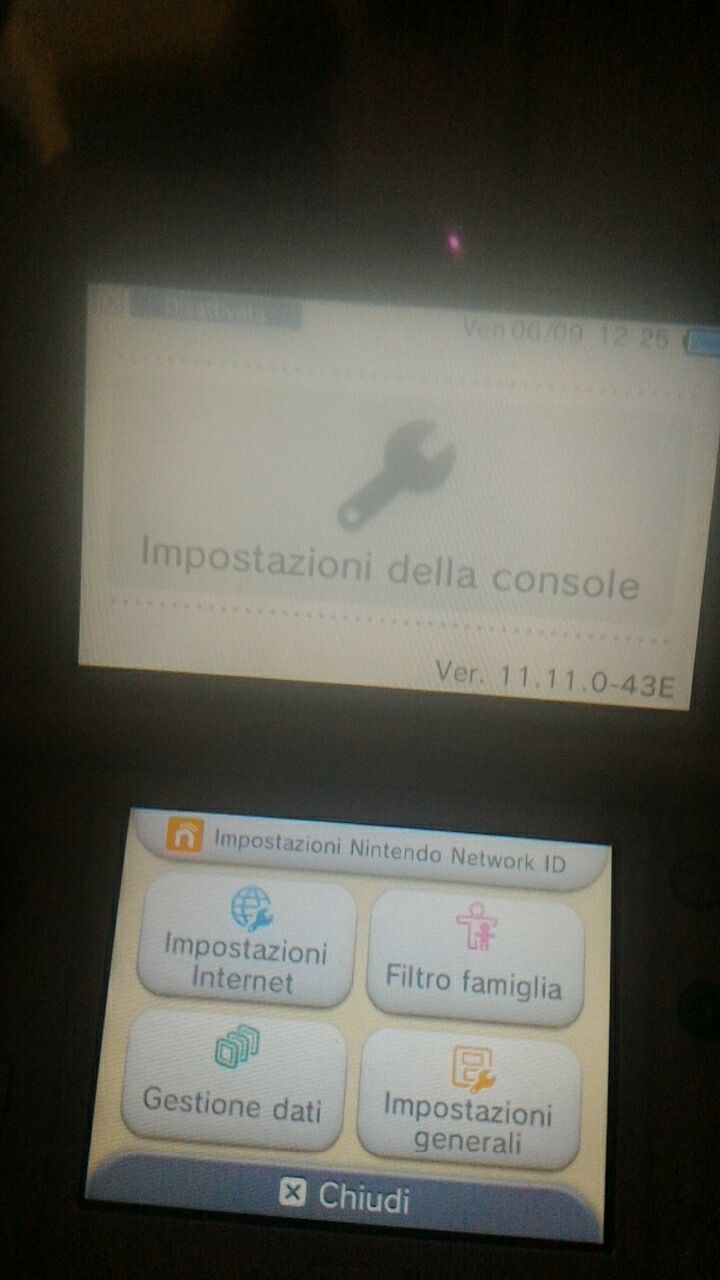 Disattivata
Ven 06/09 12 25
Impostazioni della console
Ver. 11.11.0-43E
Impostazioni Nintendo Network ID
Impostazioni
Internet
Filtro famiglia
Gestione dati
Impostazioni
generali
X Chiudi